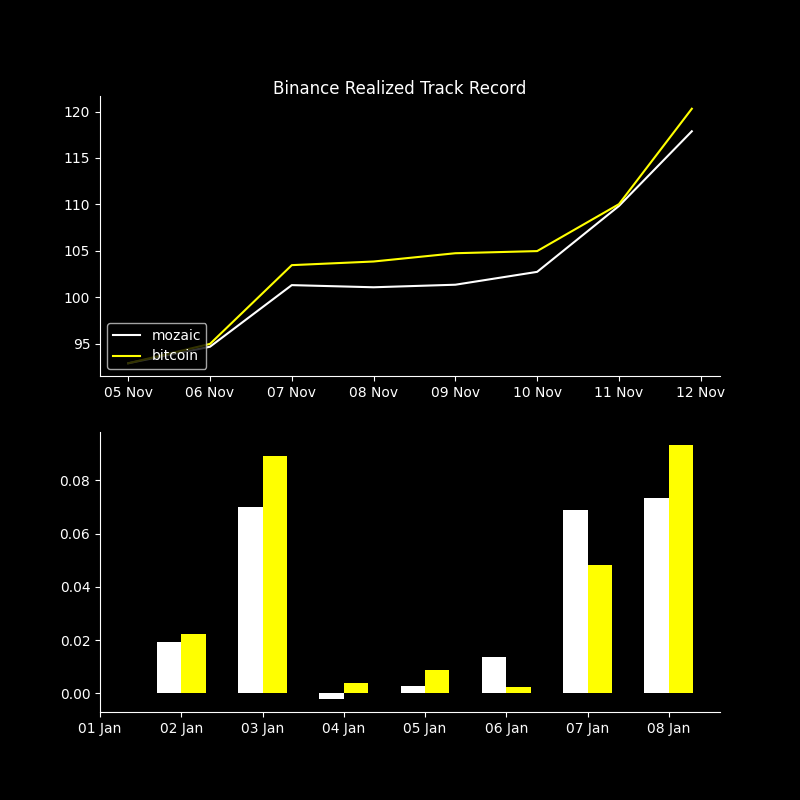 Binance Realized Track Record
120
115
110
105
100
95
mozaic
bitcoin
05 Nov 06 Nov 07 Nov 08 Nov 09 Nov 10 Nov 11 Nov 12 Nov
0.08
0.06
0.04
0.02
0.00
01 Jan 02 Jan 03 Jan 04 Jan 05 Jan 06 Jan 07 Jan 08 Jan